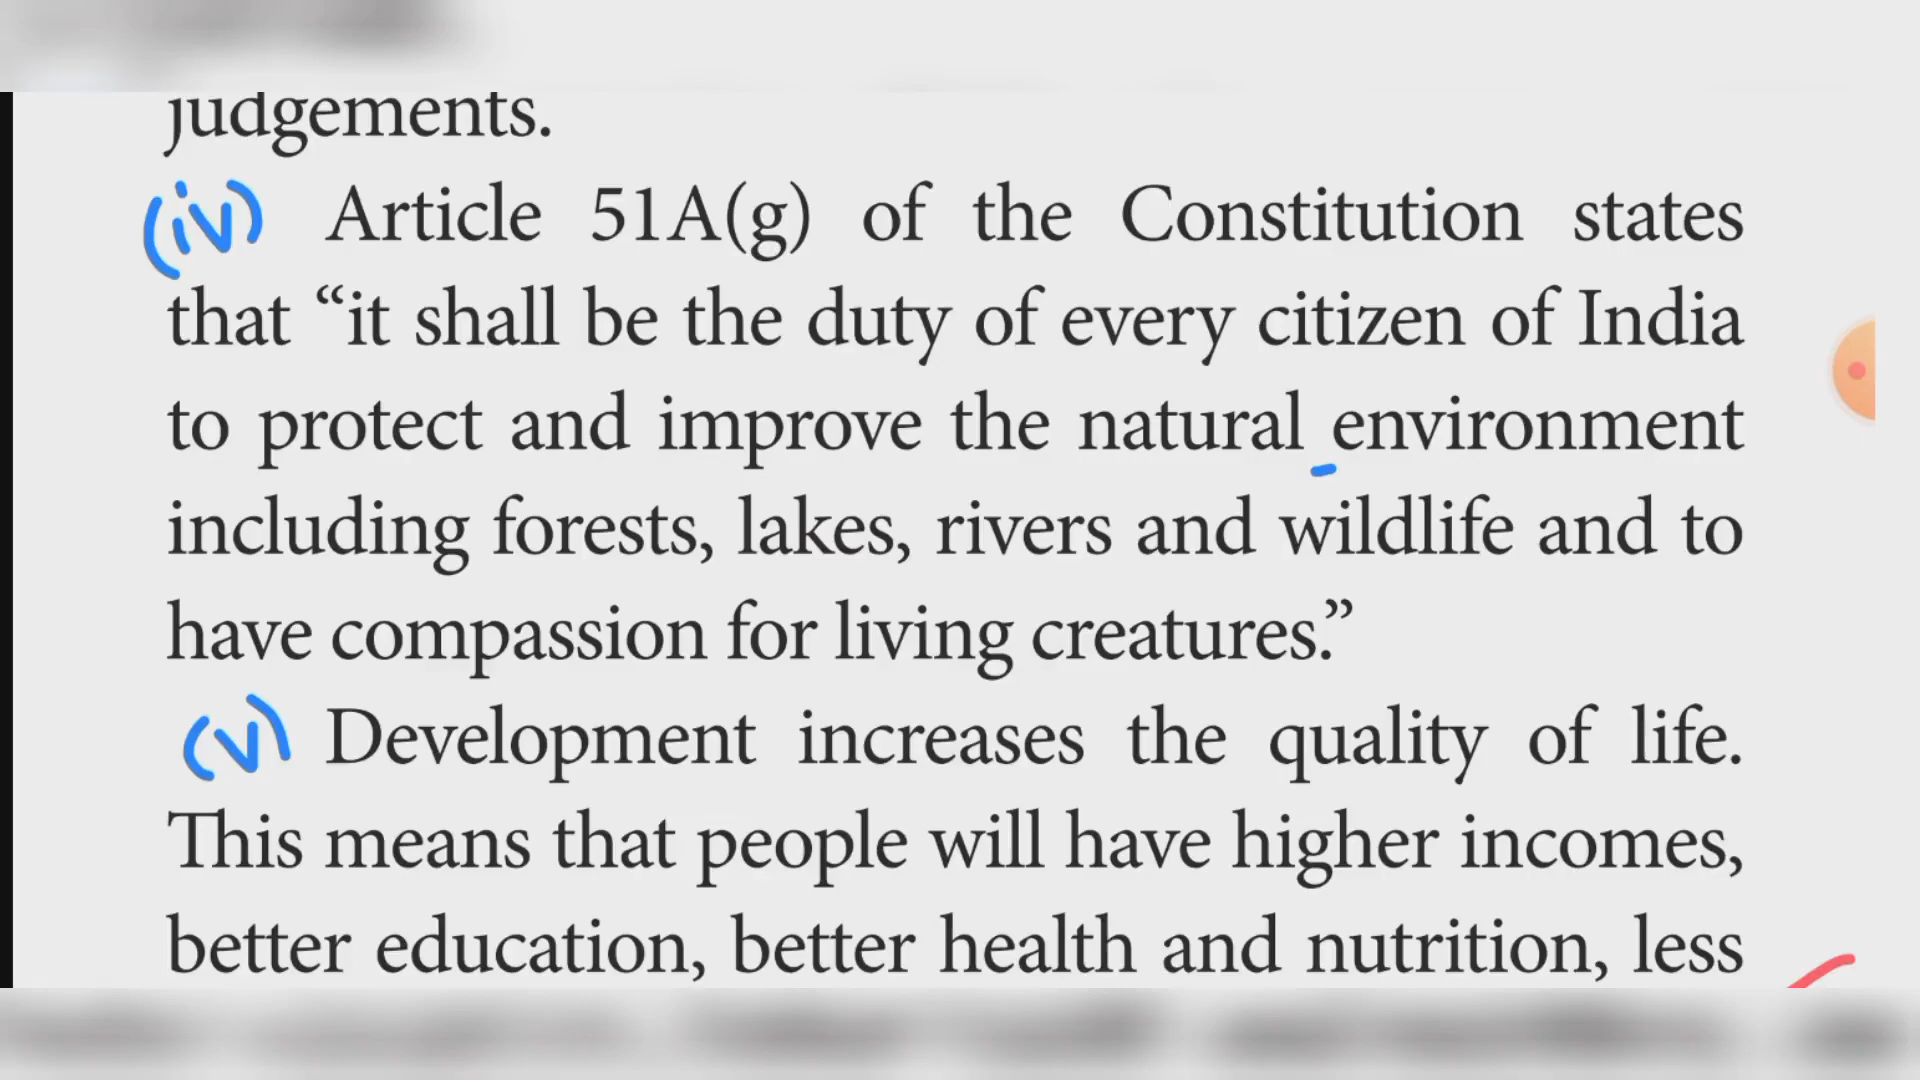 judgements.
(iv) Article 51A(g) of the Constitution states
that “it shall be the duty of every citizen of India
to protect and improve the natural environment
including forests, lakes, rivers and wildlife and to
have compassion for living creatures.”
(v) Development increases the quality of life.
This means that people will have higher incomes,
better education, better health and nutrition, less